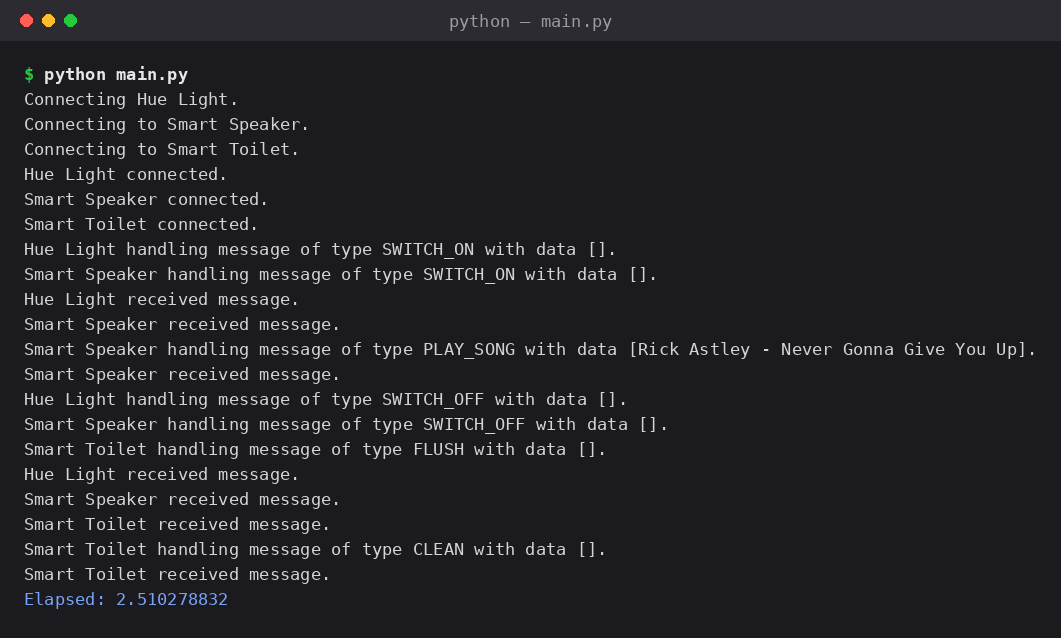 python — main.py
$ python main.py
Connecting Hue Light.
Connecting to Smart Speaker.
Connecting to Smart Toilet.
Hue Light connected.
Smart Speaker connected.
Smart Toilet connected.
Hue Light handling message of type SWITCH_ON with data [].
Smart Speaker handling message of type SWITCH_ON with data [].
Hue Light received message.
Smart Speaker received message.
Smart Speaker handling message of type PLAY_SONG with data [Rick Astley - Never Gonna Give You Up].
Smart Speaker received message.
Hue Light handling message of type SWITCH_OFF with data [].
Smart Speaker handling message of type SWITCH_OFF with data [].
Smart Toilet handling message of type FLUSH with data [].
Hue Light received message.
Smart Speaker received message.
Smart Toilet received message.
Smart Toilet handling message of type CLEAN with data [].
Smart Toilet received message.
Elapsed: 2.510278832